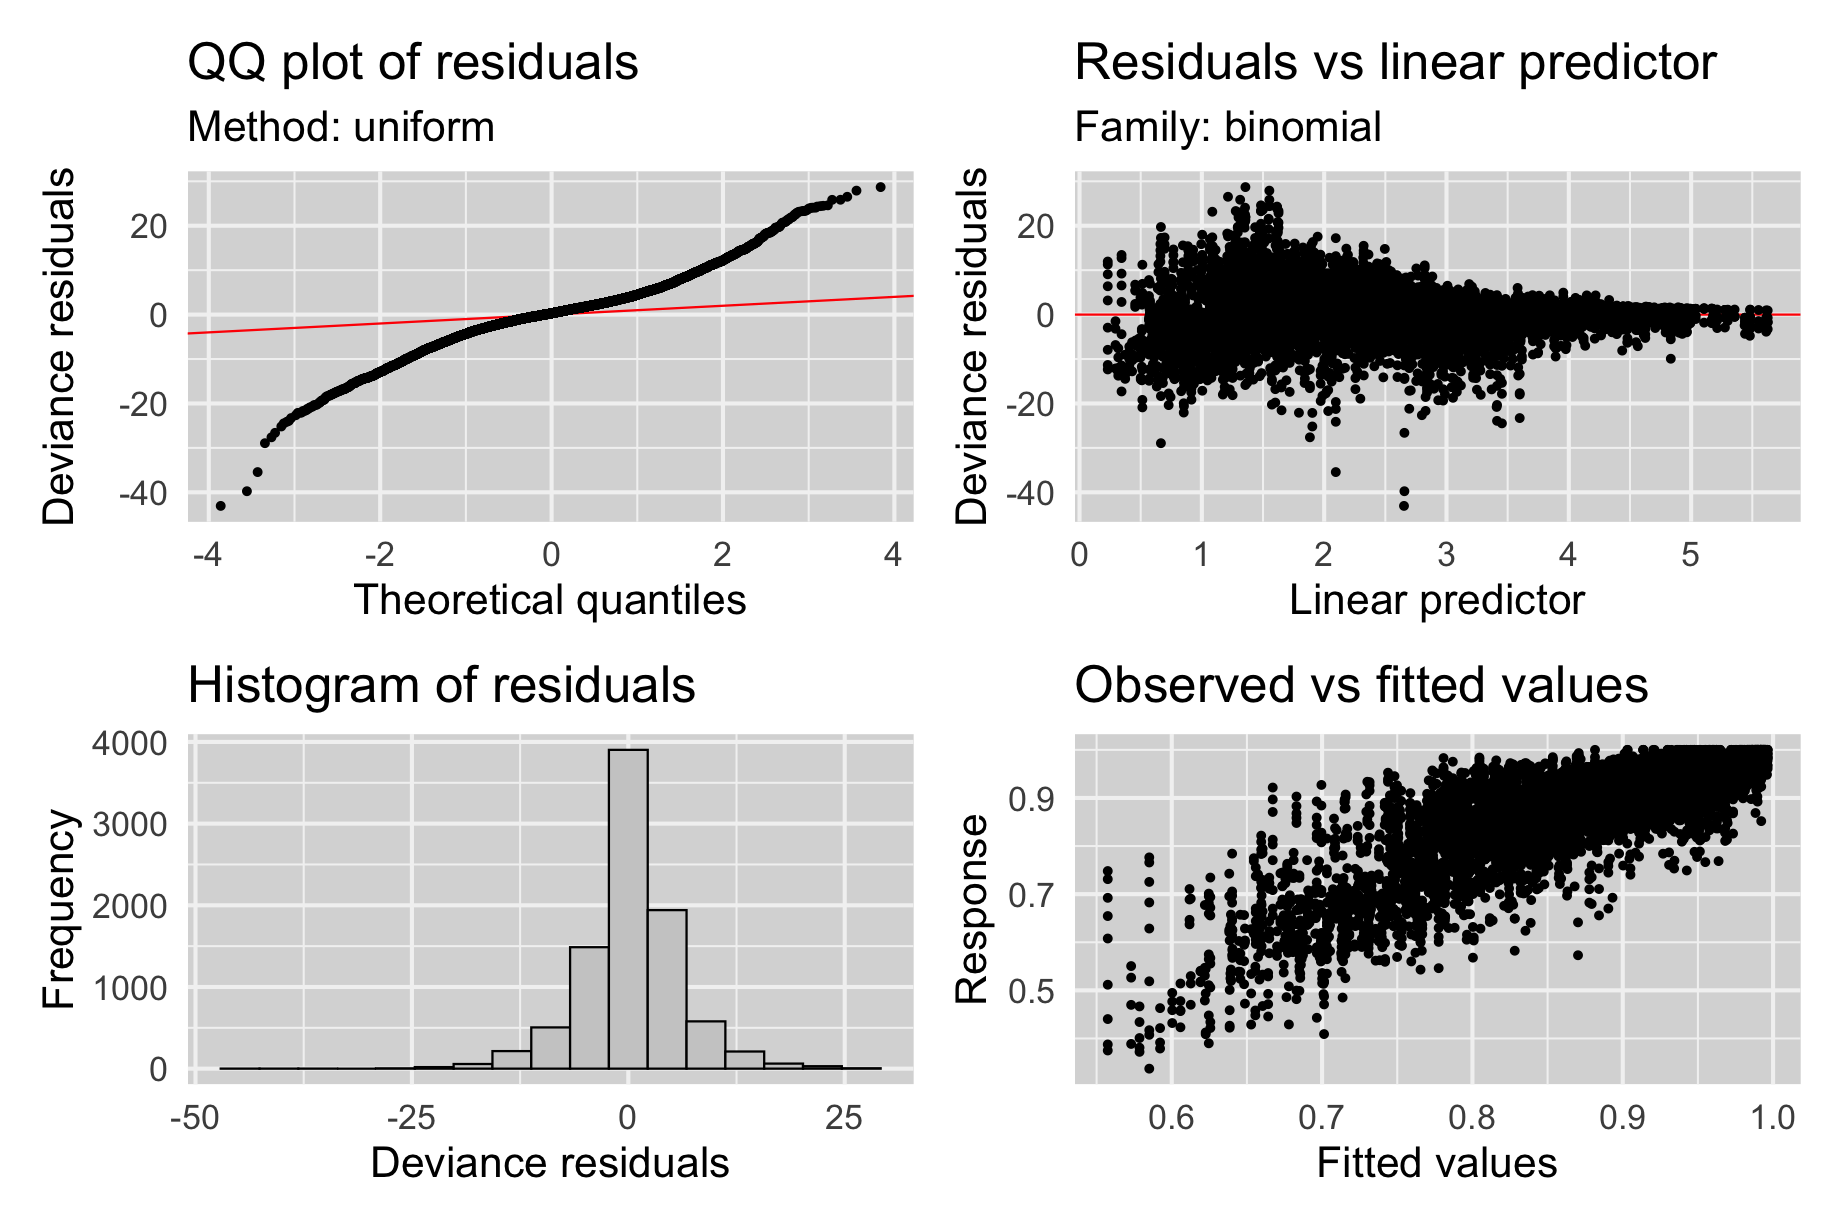 QQ plot of residuals
Method: uniform
Deviance residuals
20
0
-20
-40
-4 -2 0 2 4
Theoretical quantiles
Residuals vs linear predictor
Family: binomial
Deviance residuals
20
0
-20
-40
0 1 2 3 4 5
Linear predictor
Histogram of residuals
Frequency
4000
3000
2000
1000
0
-50 -25 0 25
Deviance residuals
Observed vs fitted values
Response
0.9
0.7
0.5
0.6 0.7 0.8 0.9 1.0
Fitted values